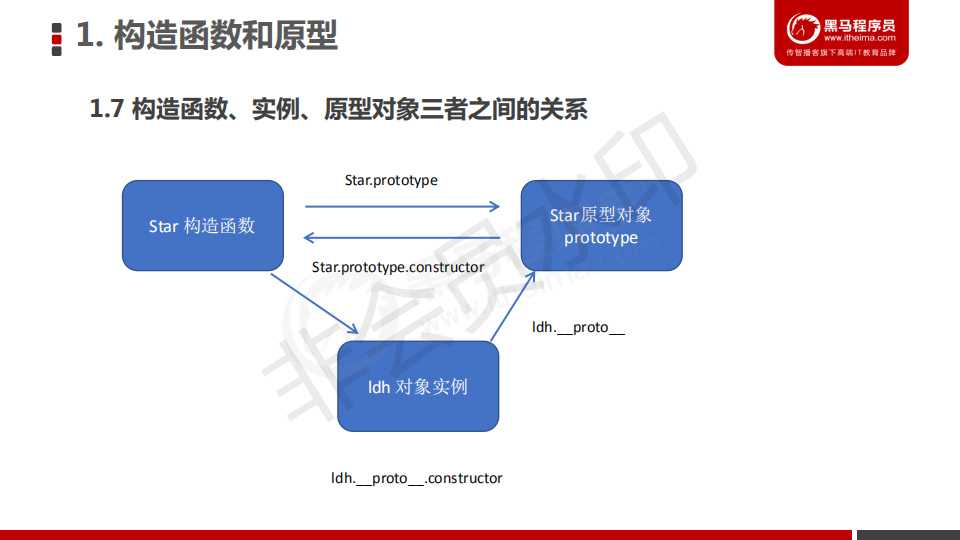 1. 构造函数和原型
黑马程序员
www.itheima.com
传智播客旗下高端IT教育品牌
1.7 构造函数、实例、原型对象三者之间的关系
Star.prototype
Star 构造函数
Star原型对象
prototype
Star.prototype.constructor
ldh.__proto__
ldh 对象实例
ldh.__proto__.constructor
非会员水印